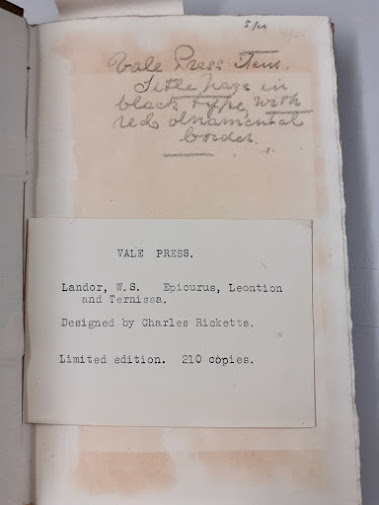 5/-
Vale Press item.
Title page in
black type, with
red ornamental
border.
VALE PRESS.
Landor, W.S. Epicurus, Leontion
and Ternissa.
Designed by Charles Ricketts.
Limited edition. 210 copies.